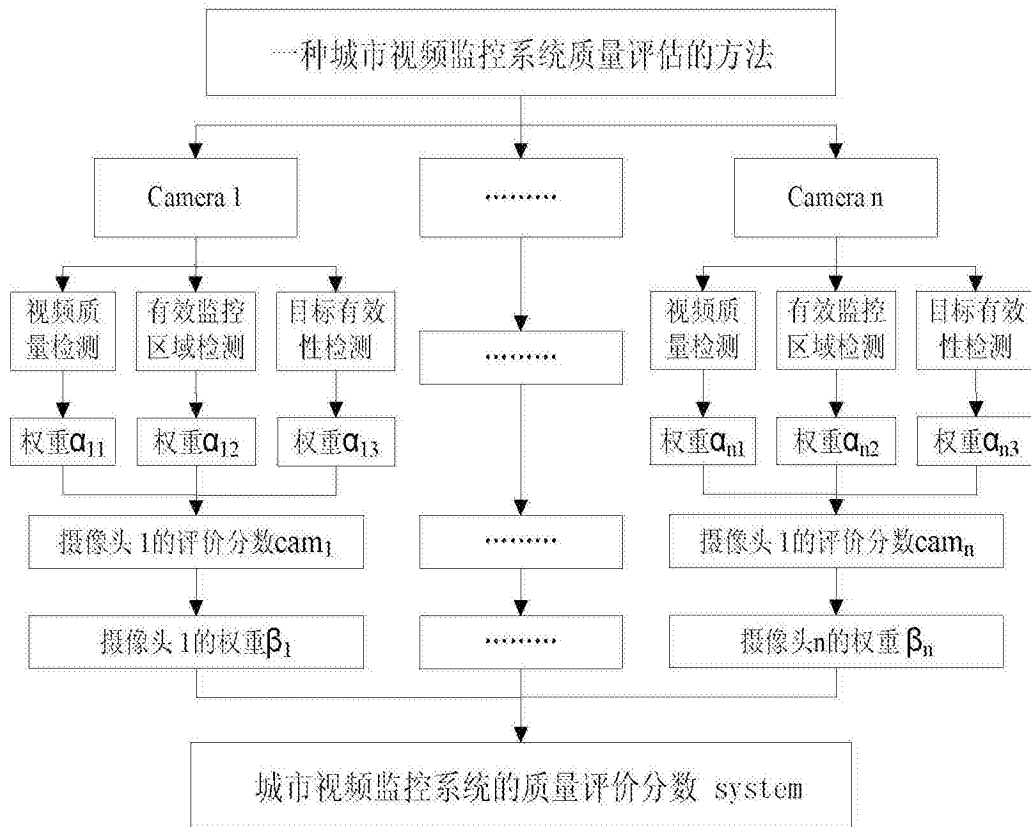 一种城市视频监控系统质量评估的方法
Camera 1
………
Camera n
视频质
量检测
有效监控
区域检测
目标有效
性检测
………
视频质
量检测
有效监控
区域检测
目标有效
性检测
权重α11
权重α12
权重α13
权重αn1
权重αn2
权重αn3
摄像头1的评价分数cam1
………
摄像头1的评价分数camn
摄像头1的权重β1
………
摄像头n的权重 βn
城市视频监控系统的质量评价分数 system